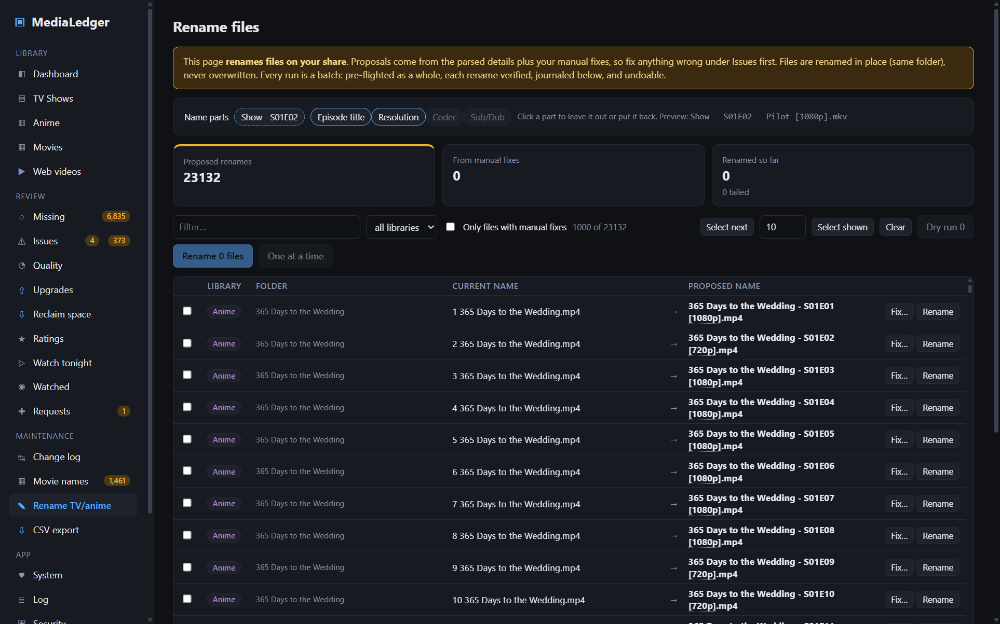 MediaLedger
LIBRARY
Dashboard
TV Shows
Anime
Movies
Web videos
REVIEW
Missing 6,835
Issues 4 373
Quality
Upgrades
Reclaim space
Ratings
Watch tonight
Watched
Requests 1
MAINTENANCE
Change log
Movie names 1,461
Rename TV/anime
CSV export
APP
System
Log
Security
Rename files
This page renames files on your share. Proposals come from the parsed details plus your manual fixes, so fix anything wrong under Issues first. Files are renamed in place (same folder),
never overwritten. Every run is a batch: pre-flighted as a whole, each rename verified, journaled below, and undoable.
Name parts Show - S01E02 Episode title Resolution Codec Sub/Dub Click a part to leave it out or put it back. Preview: Show - S01E02 - Pilot [1080p].mkv
Proposed renames
23132
From manual fixes
0
Renamed so far
0
0 failed
Filter... all libraries Only files with manual fixes 1000 of 23132 Select next 10 Select shown Clear Dry run 0
Rename 0 files One at a time
LIBRARY FOLDER CURRENT NAME PROPOSED NAME
Anime 365 Days to the Wedding 1 365 Days to the Wedding.mp4 → 365 Days to the Wedding - S01E01
[1080p].mp4 Fix... Rename
Anime 365 Days to the Wedding 2 365 Days to the Wedding.mp4 → 365 Days to the Wedding - S01E02
[720p].mp4 Fix... Rename
Anime 365 Days to the Wedding 3 365 Days to the Wedding.mp4 → 365 Days to the Wedding - S01E03
[1080p].mp4 Fix... Rename
Anime 365 Days to the Wedding 4 365 Days to the Wedding.mp4 → 365 Days to the Wedding - S01E04
[1080p].mp4 Fix... Rename
Anime 365 Days to the Wedding 5 365 Days to the Wedding.mp4 → 365 Days to the Wedding - S01E05
[1080p].mp4 Fix... Rename
Anime 365 Days to the Wedding 6 365 Days to the Wedding.mp4 → 365 Days to the Wedding - S01E06
[1080p].mp4 Fix... Rename
Anime 365 Days to the Wedding 7 365 Days to the Wedding.mp4 → 365 Days to the Wedding - S01E07
[1080p].mp4 Fix... Rename
Anime 365 Days to the Wedding 8 365 Days to the Wedding.mp4 → 365 Days to the Wedding - S01E08
[1080p].mp4 Fix... Rename
Anime 365 Days to the Wedding 9 365 Days to the Wedding.mp4 → 365 Days to the Wedding - S01E09
[720p].mp4 Fix... Rename
Anime 365 Days to the Wedding 10 365 Days to the Wedding.mp4 → 365 Days to the Wedding - S01E10
[720p].mp4 Fix... Rename